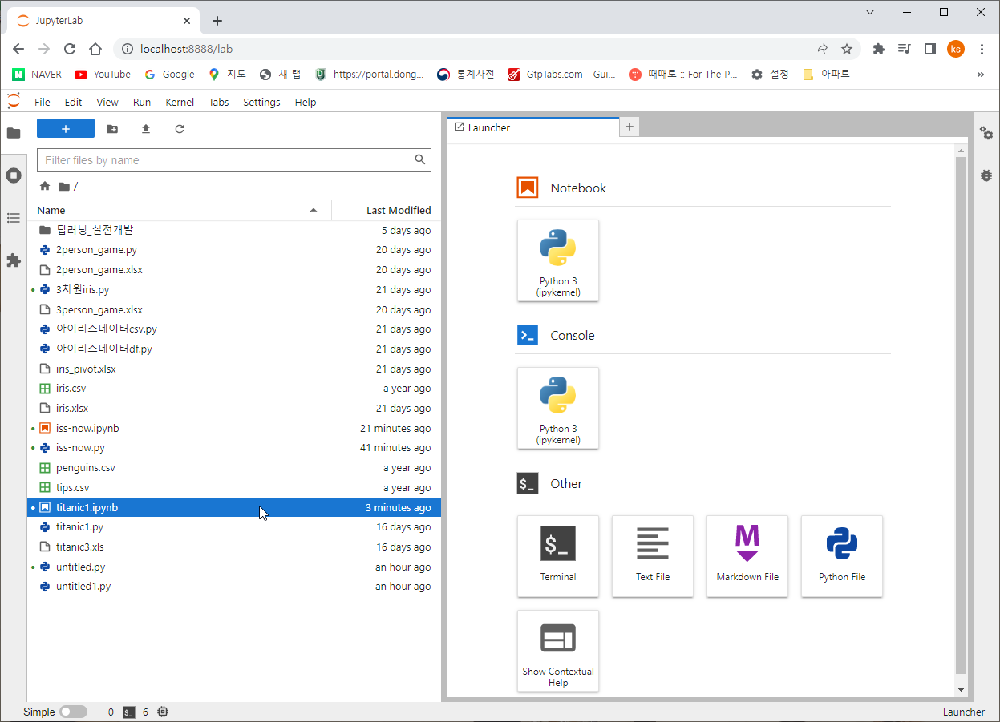 JupyterLab
localhost:8888/lab
ks
NAVER YouTube Google 지도 새 탭 https://portal.dong... 통계사전 GtpTabs.com - Gui... 때때로 :: For The P... 설정 아파트 »
File Edit View Run Kernel Tabs Settings Help
Filter files by name
/
Name Last Modified
딥러닝_실전개발 5 days ago
2person_game.py 20 days ago
2person_game.xlsx 20 days ago
3차원iris.py 21 days ago
3person_game.xlsx 20 days ago
아이리스데이터csv.py 21 days ago
아이리스데이터df.py 21 days ago
iris_pivot.xlsx 21 days ago
iris.csv a year ago
iris.xlsx 21 days ago
iss-now.ipynb 21 minutes ago
iss-now.py 41 minutes ago
penguins.csv a year ago
tips.csv a year ago
titanic1.ipynb 3 minutes ago
titanic1.py 16 days ago
titanic3.xls 16 days ago
untitled.py an hour ago
untitled1.py an hour ago
Launcher
Notebook
Python 3
(ipykernel)
Console
Python 3
(ipykernel)
$_ Other
$_
Terminal Text File Markdown File Python File
Show Contextual
Help
Simple 0 $_ 6 Launcher